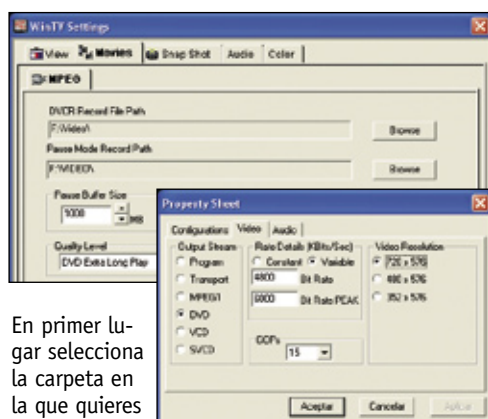 WinTV Settings
View Movies Snap Shot Audio Color
MPEG
DVCR Record File Path
F:\Video\ Browse
Pause Mode Record Path
F:\VIDEO\ Browse
Pause Buffer Size
1000 MB
Quality Level
DVD Extra Long Play
Property Sheet
Configurations Video Audio
Output Stream
Program
Transport
MPEG1
DVD
VCD
SVCD
Rate Details (KBits/Sec)
Constant Variable
4800 Bit Rate
6000 Bit Rate PEAK
GOPs
15
Video Resolution
720 x 576
480 x 576
352 x 576
Aceptar Cancelar Aplicar
En primer lu-
gar selecciona
la carpeta en
la que quieres